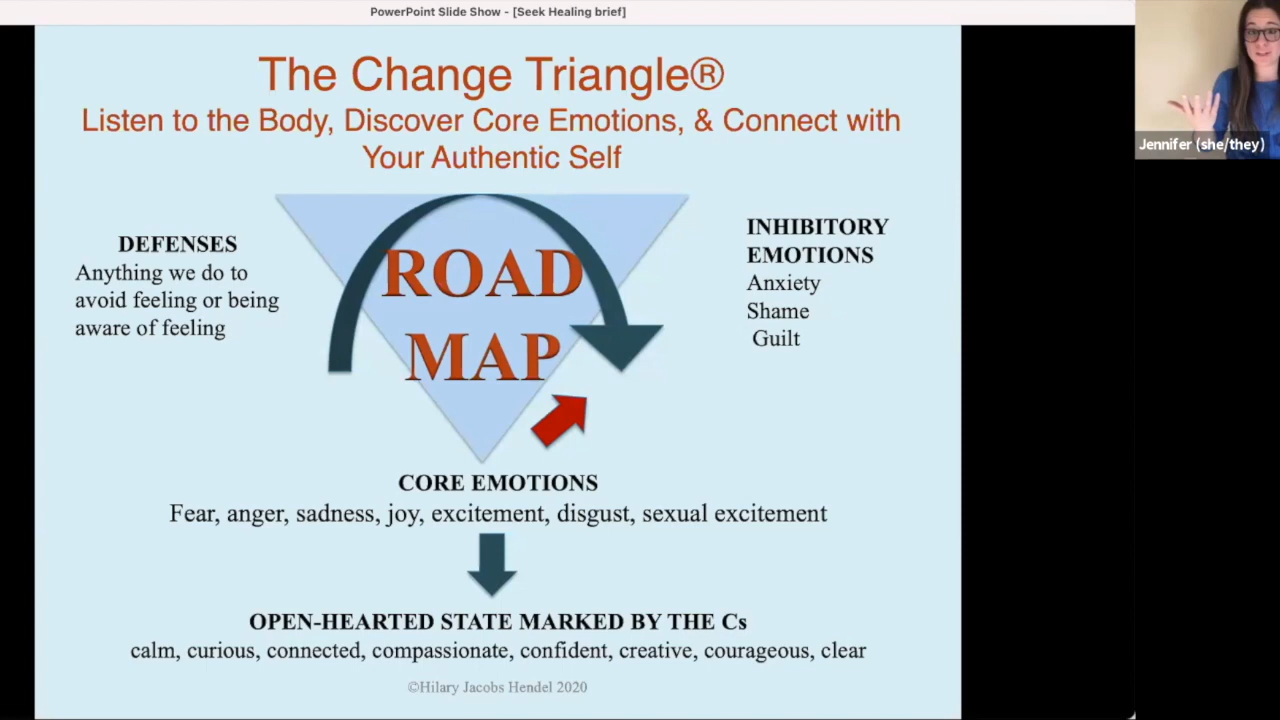 PowerPoint Slide Show - [Seek Healing brief]
The Change Triangle®
Listen to the Body, Discover Core Emotions, & Connect with
Your Authentic Self
DEFENSES
Anything we do to
avoid feeling or being
aware of feeling
ROAD
MAP
INHIBITORY
EMOTIONS
Anxiety
Shame
Guilt
CORE EMOTIONS
Fear, anger, sadness, joy, excitement, disgust, sexual excitement
OPEN-HEARTED STATE MARKED BY THE Cs
calm, curious, connected, compassionate, confident, creative, courageous, clear
©Hilary Jacobs Hendel 2020
Jennifer (she/they)